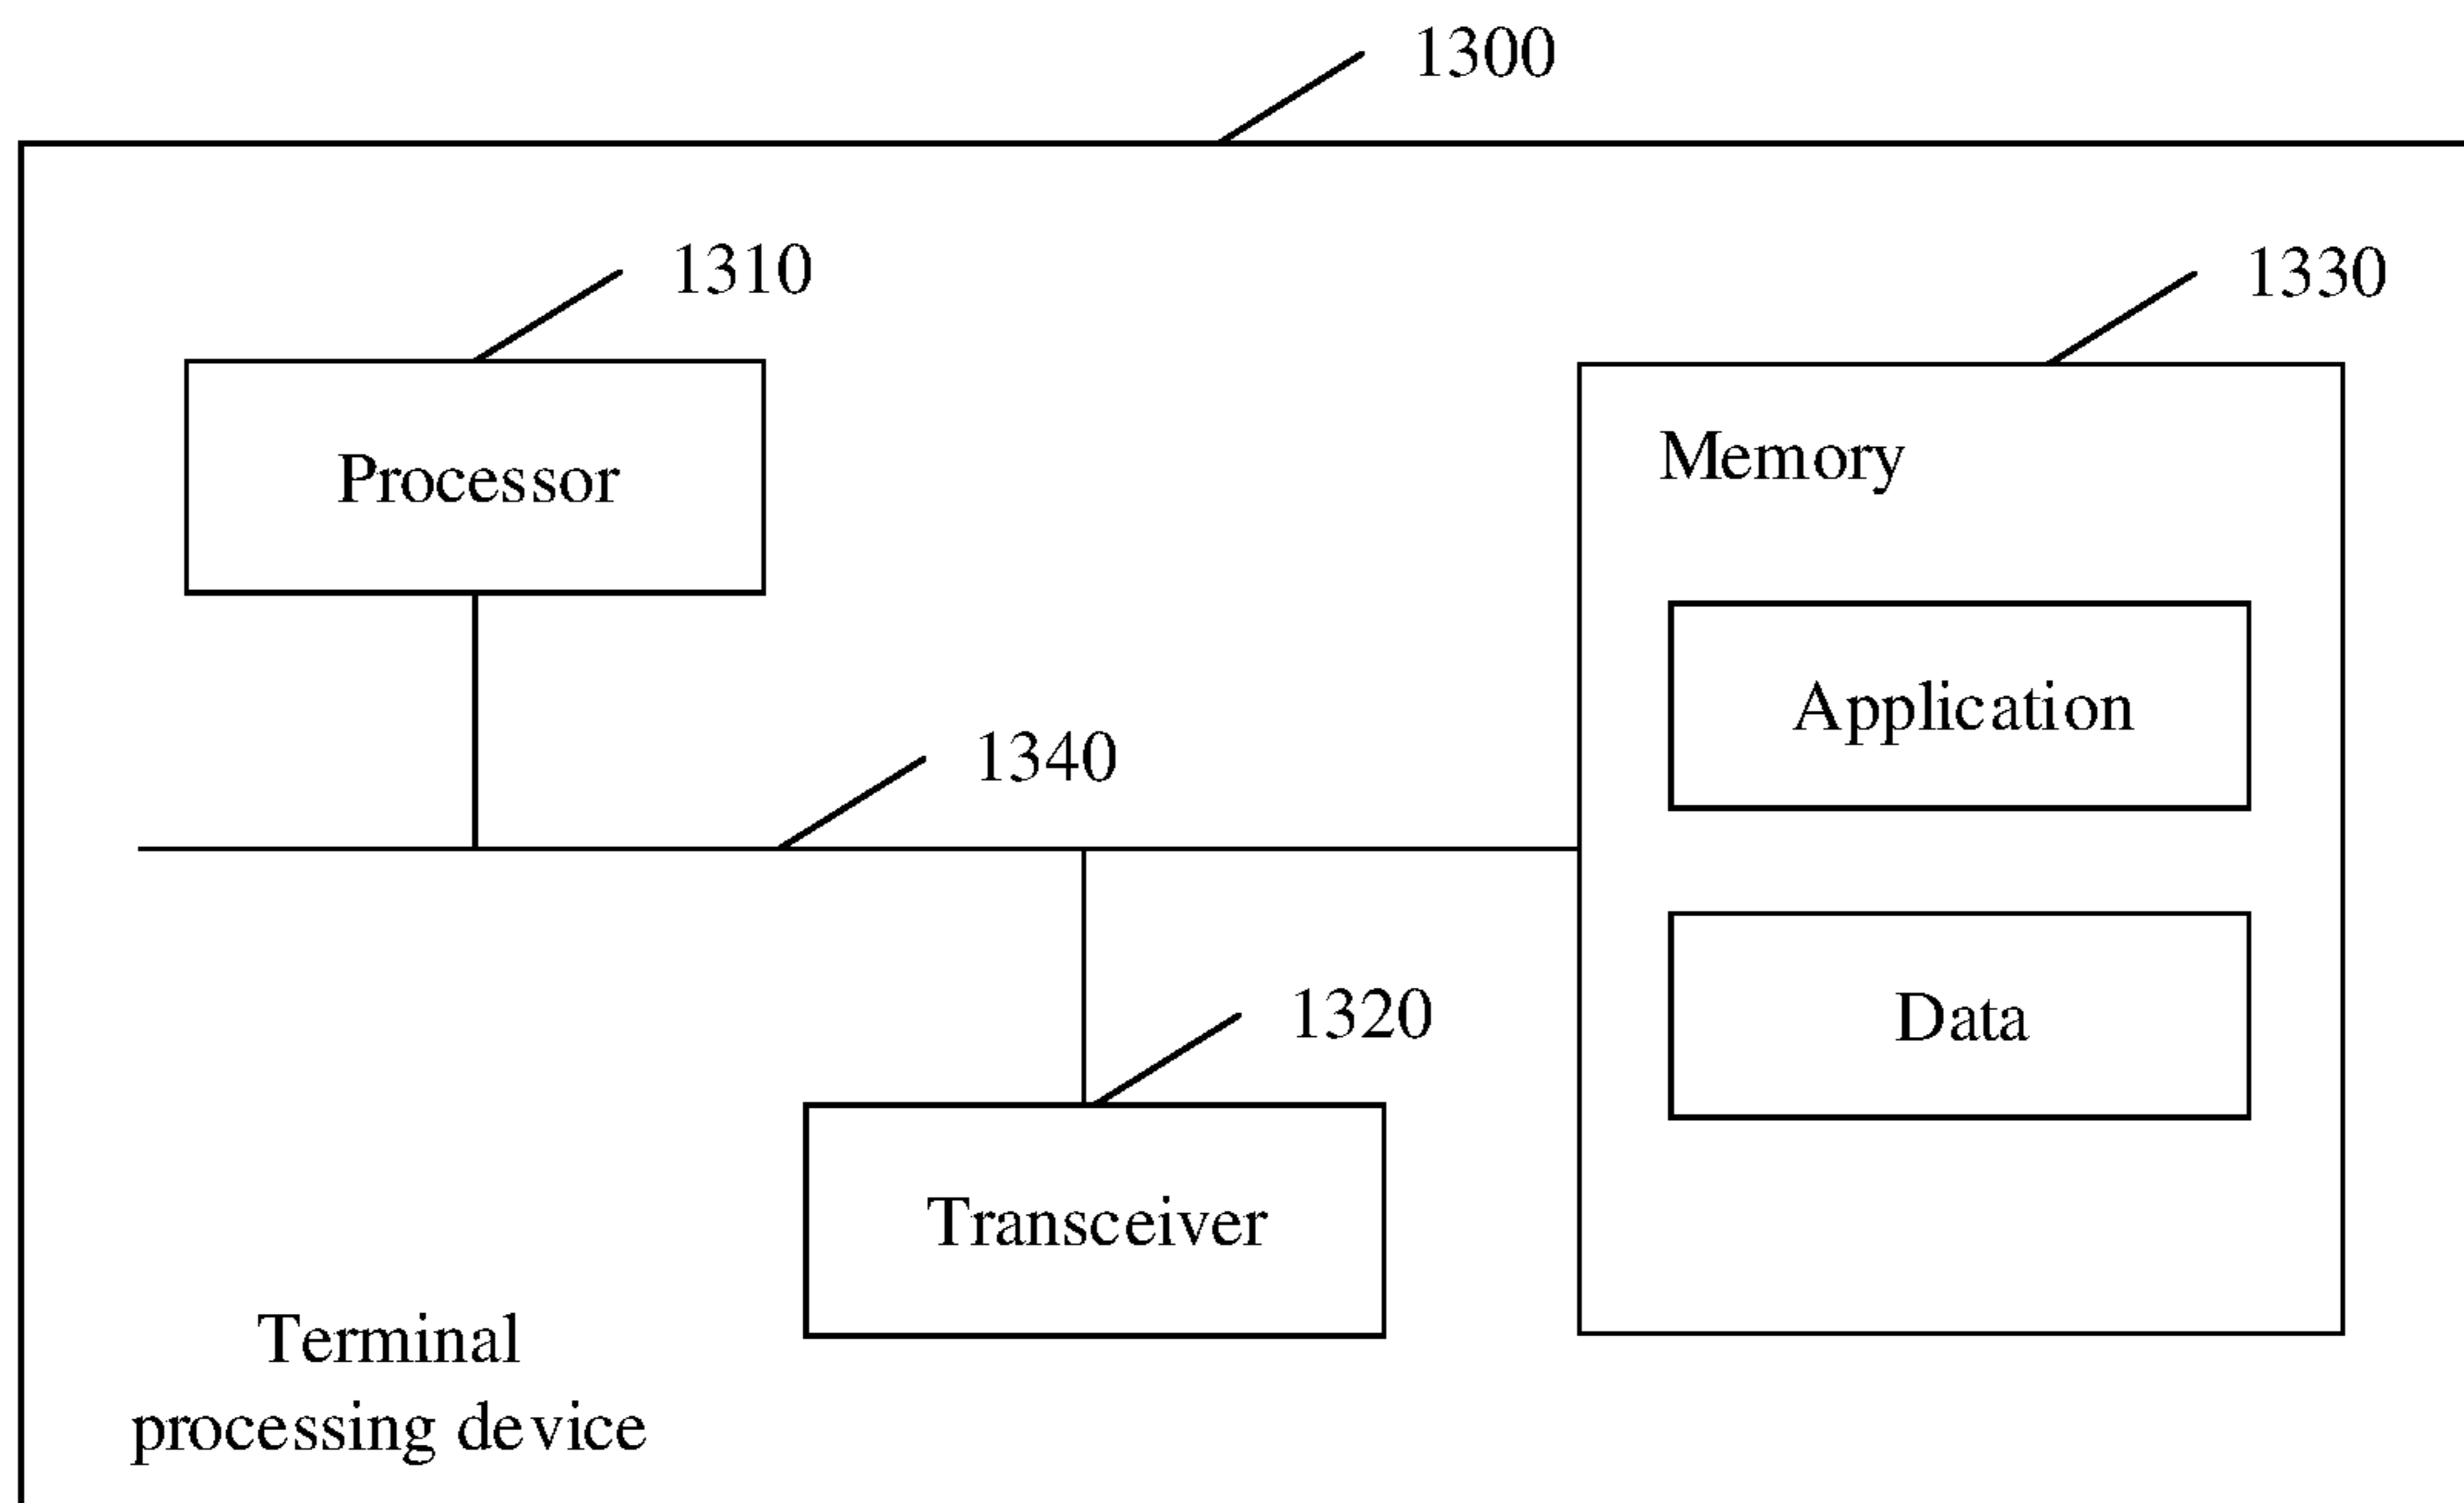 1300
1310
1330
Processor
Memory
Application
1340
Data
1320
Transceiver
Terminal
processing device